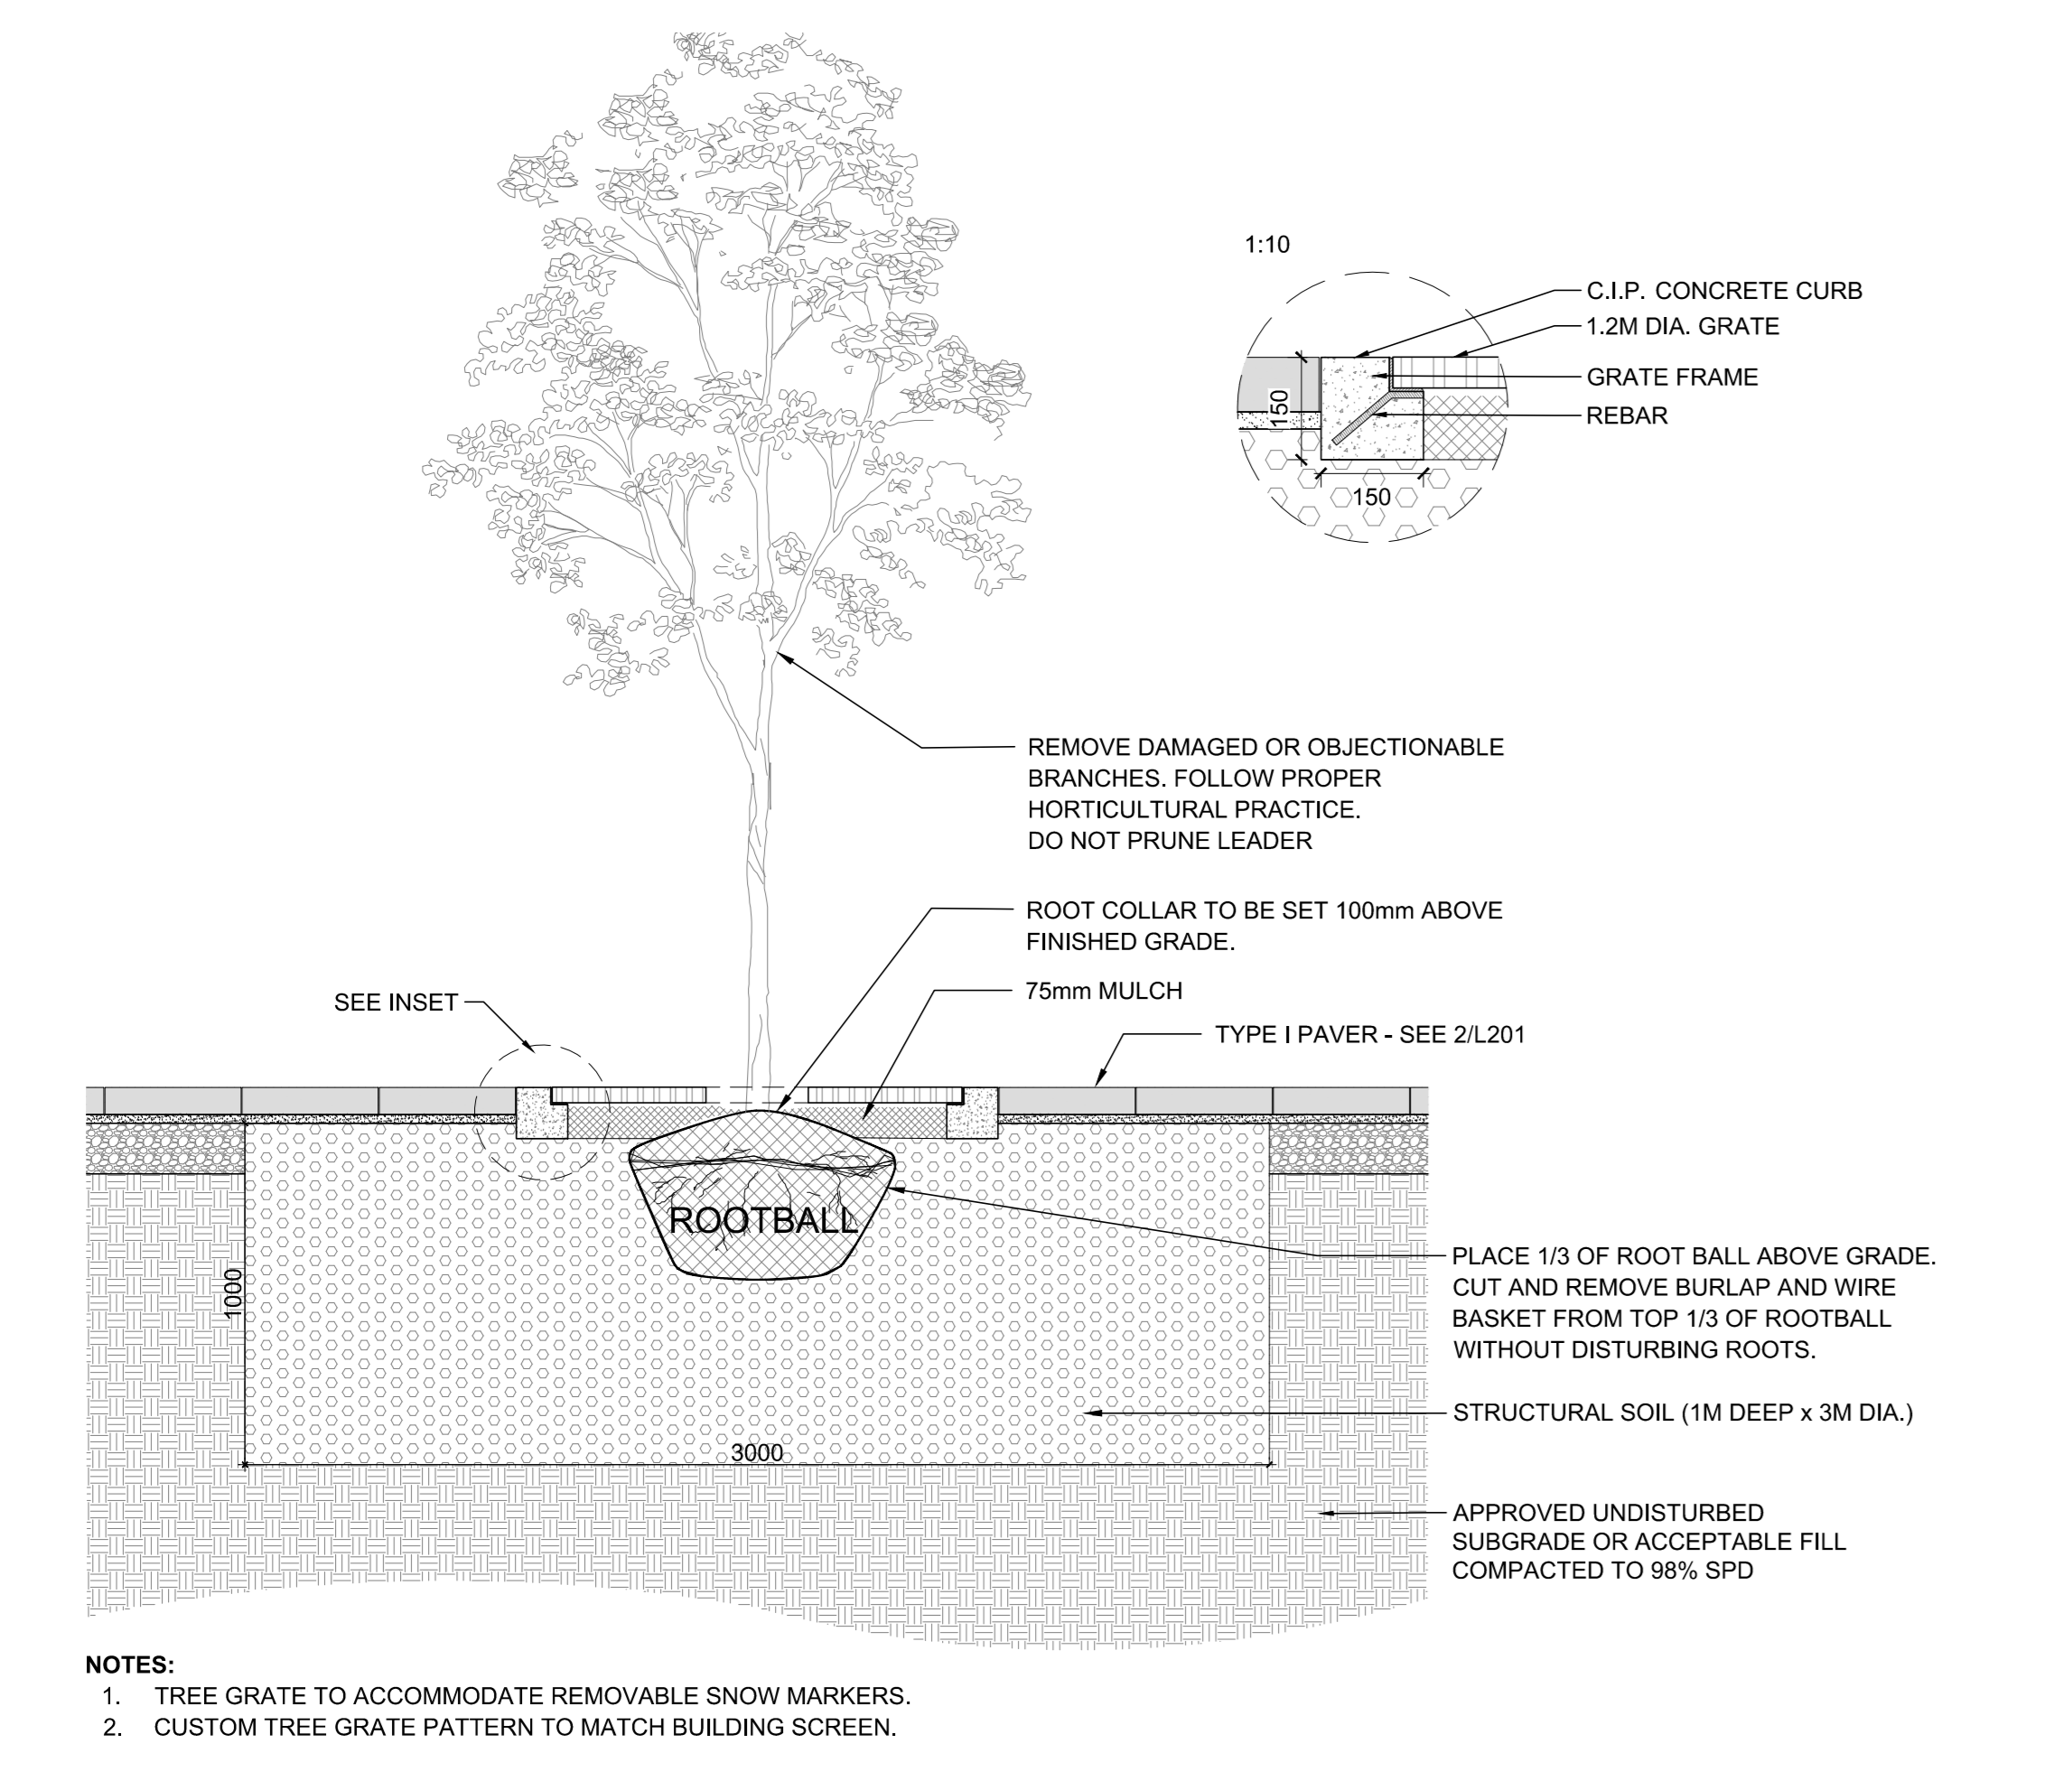 1:10
C.I.P. CONCRETE CURB
1.2M DIA. GRATE
GRATE FRAME
REBAR
150
150
REMOVE DAMAGED OR OBJECTIONABLE
BRANCHES. FOLLOW PROPER
HORTICULTURAL PRACTICE.
DO NOT PRUNE LEADER
ROOT COLLAR TO BE SET 100mm ABOVE
FINISHED GRADE.
75mm MULCH
SEE INSET
TYPE I PAVER - SEE 2/L201
ROOTBALL
PLACE 1/3 OF ROOT BALL ABOVE GRADE.
CUT AND REMOVE BURLAP AND WIRE
BASKET FROM TOP 1/3 OF ROOTBALL
WITHOUT DISTURBING ROOTS.
1000
STRUCTURAL SOIL (1M DEEP x 3M DIA.)
3000
APPROVED UNDISTURBED
SUBGRADE OR ACCEPTABLE FILL
COMPACTED TO 98% SPD
NOTES:
1. TREE GRATE TO ACCOMMODATE REMOVABLE SNOW MARKERS.
2. CUSTOM TREE GRATE PATTERN TO MATCH BUILDING SCREEN.